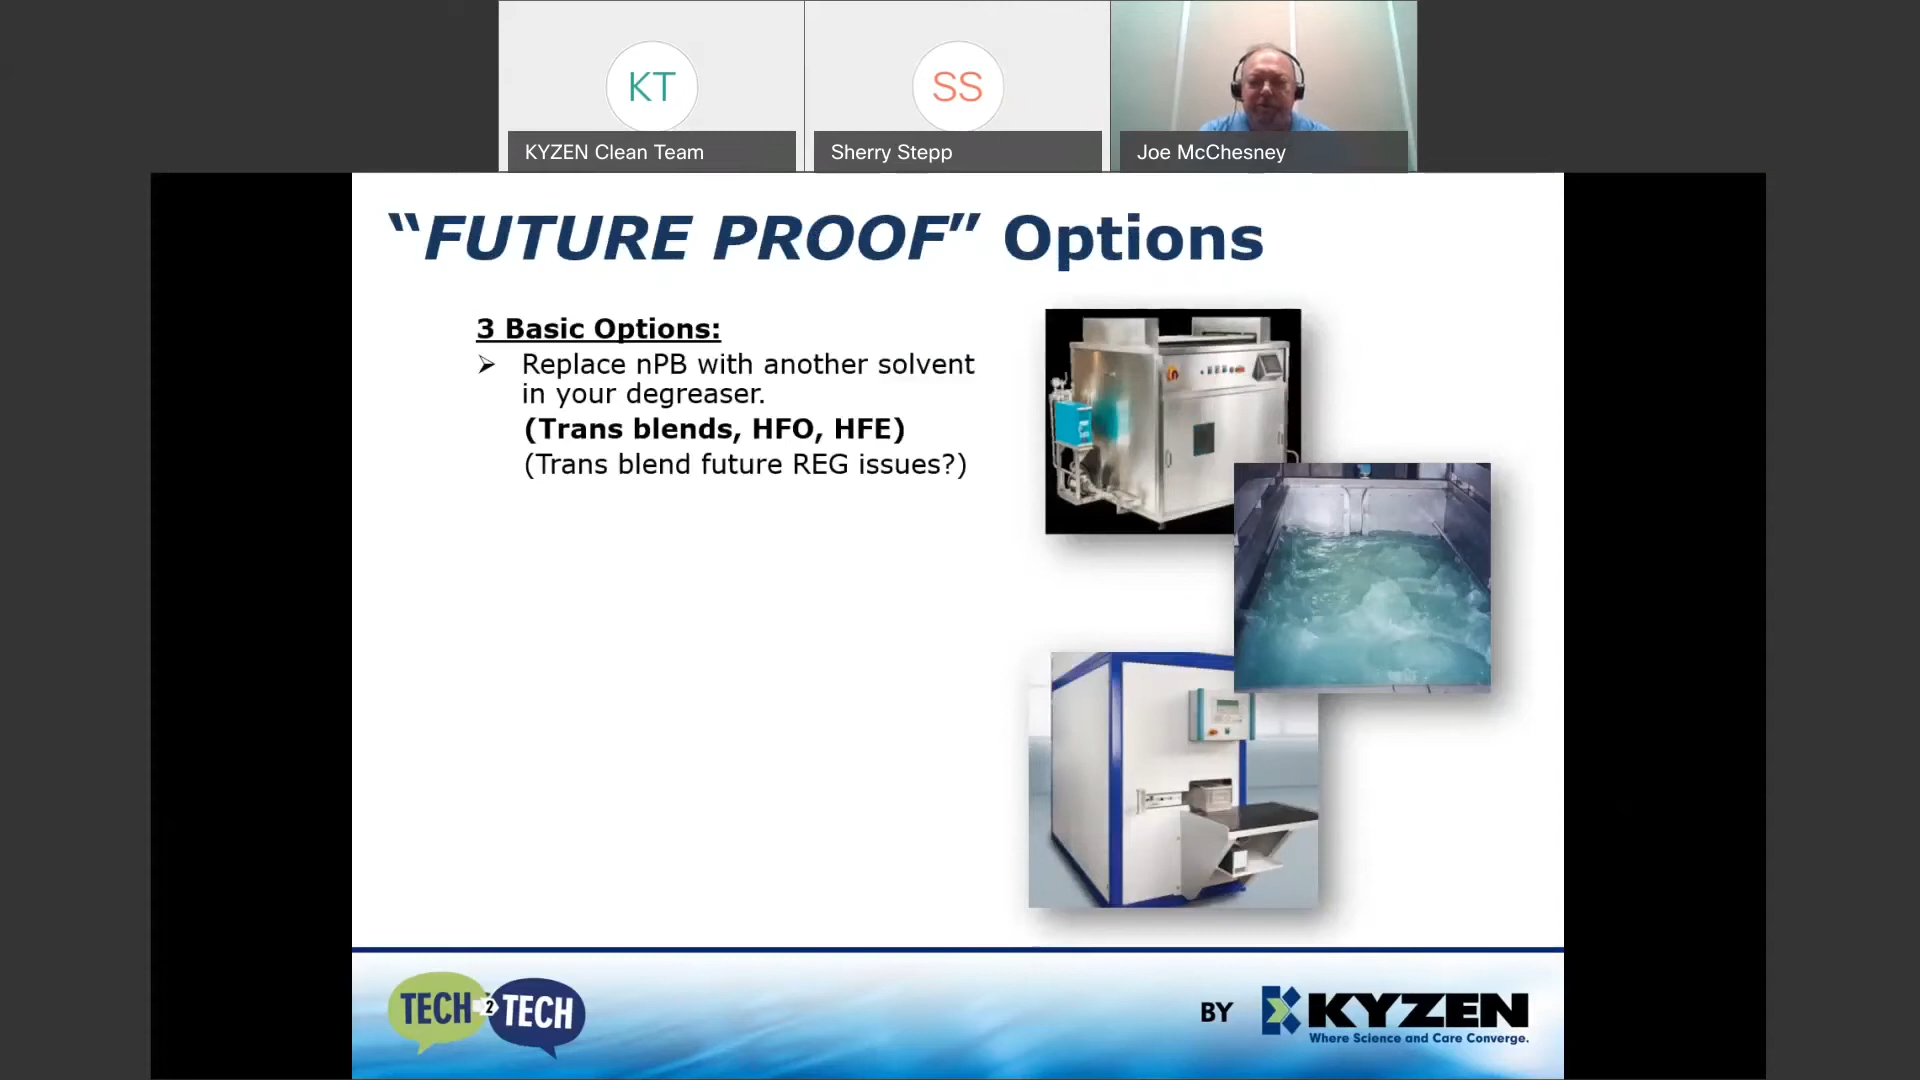 KT
KYZEN Clean Team
SS
Sherry Stepp
Joe McChesney
“FUTURE PROOF” Options
3 Basic Options:
➢ Replace nPB with another solvent
in your degreaser.
(Trans blends, HFO, HFE)
(Trans blend future REG issues?)
TECH 2 TECH
BY KYZEN
Where Science and Care Converge.